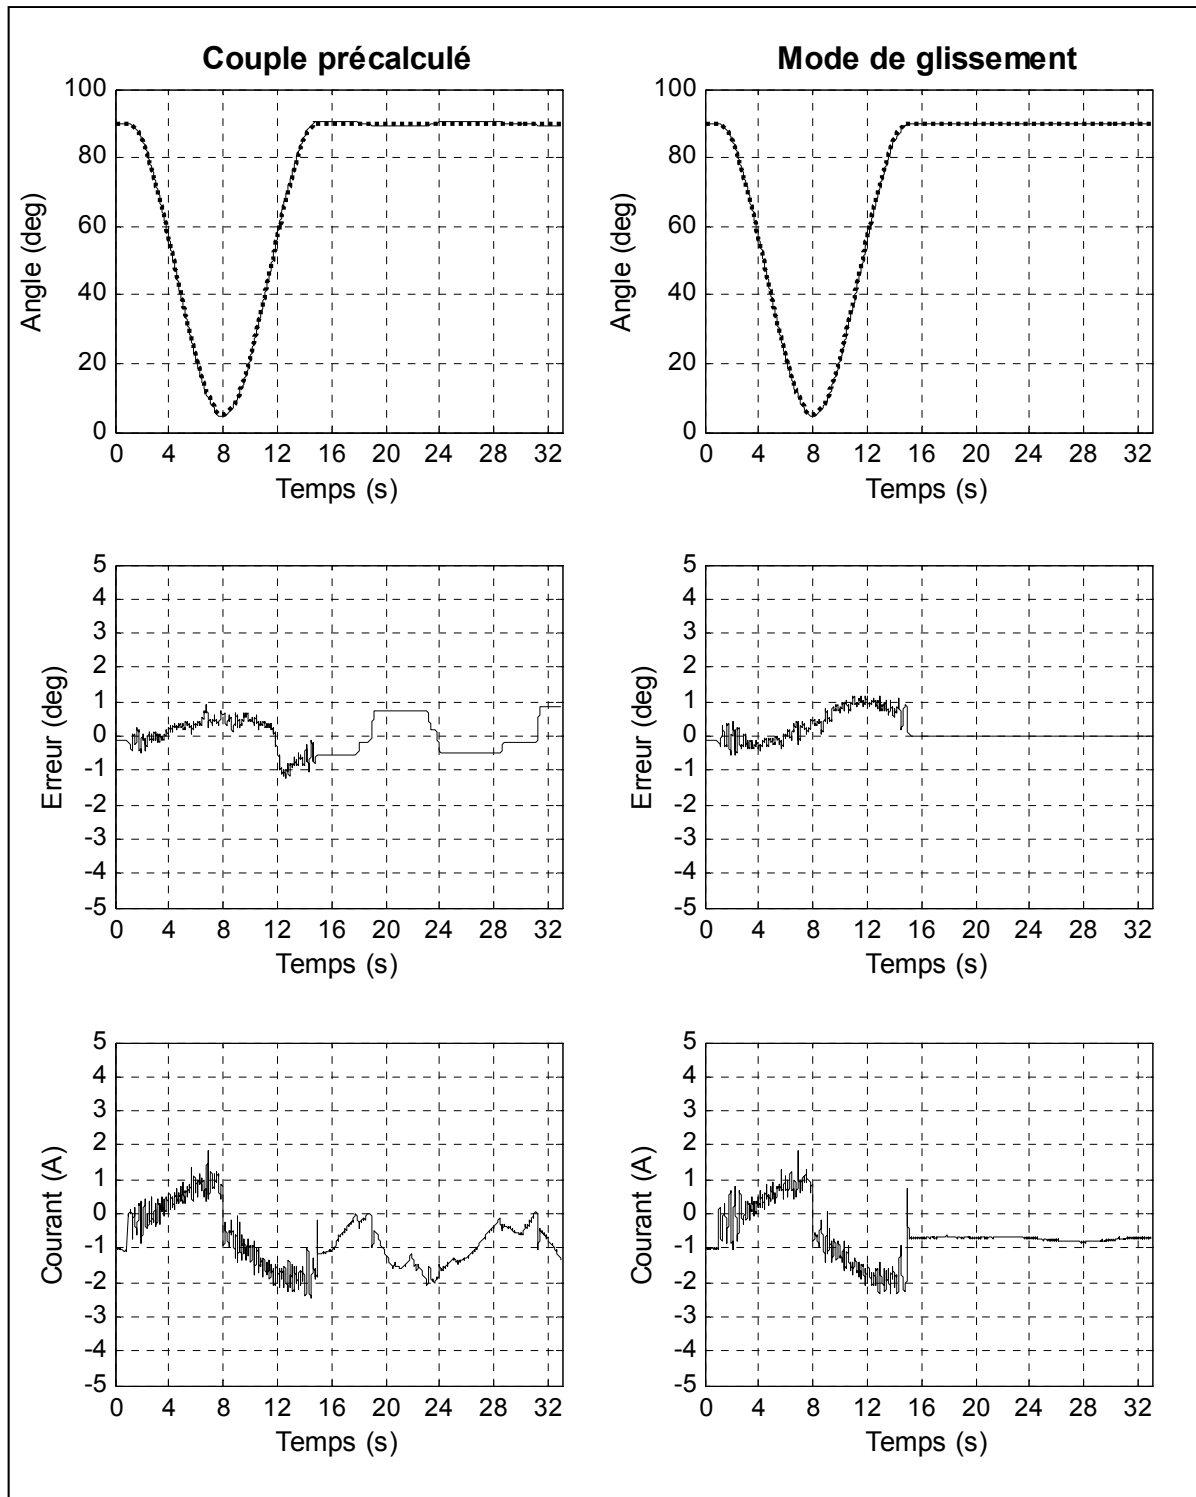 Couple précalculé
Mode de glissement
100
80
60
40
20
0
Angle (deg)
0 4 8 12 16 20 24 28 32
Temps (s)
100
80
60
40
20
0
Angle (deg)
0 4 8 12 16 20 24 28 32
Temps (s)
5
4
3
2
1
0
-1
-2
-3
-4
-5
Erreur (deg)
0 4 8 12 16 20 24 28 32
Temps (s)
5
4
3
2
1
0
-1
-2
-3
-4
-5
Erreur (deg)
0 4 8 12 16 20 24 28 32
Temps (s)
5
4
3
2
1
0
-1
-2
-3
-4
-5
Courant (A)
0 4 8 12 16 20 24 28 32
Temps (s)
5
4
3
2
1
0
-1
-2
-3
-4
-5
Courant (A)
0 4 8 12 16 20 24 28 32
Temps (s)